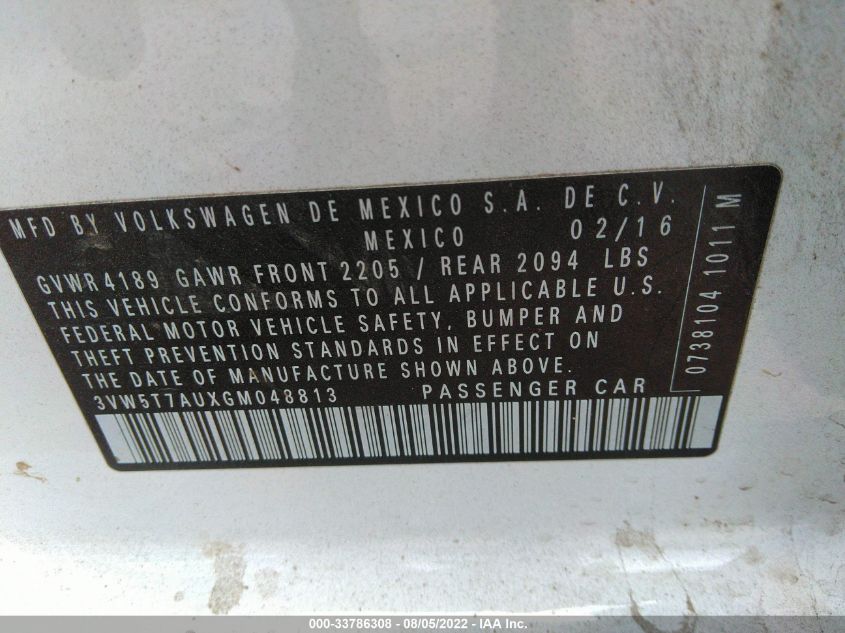 MFD BY VOLKSWAGEN DE MEXICO S.A. DE C.V.
MEXICO 02/16
GVWR4189 GAWR FRONT 2205 / REAR 2094 LBS
THIS VEHICLE CONFORMS TO ALL APPLICABLE U.S.
FEDERAL MOTOR VEHICLE SAFETY, BUMPER AND
THEFT PREVENTION STANDARDS IN EFFECT ON
THE DATE OF MANUFACTURE SHOWN ABOVE.
3VW5T7AUXGM048813 PASSENGER CAR
0738104 1011 M
000-33786308 - 08/05/2022 - IAA Inc.